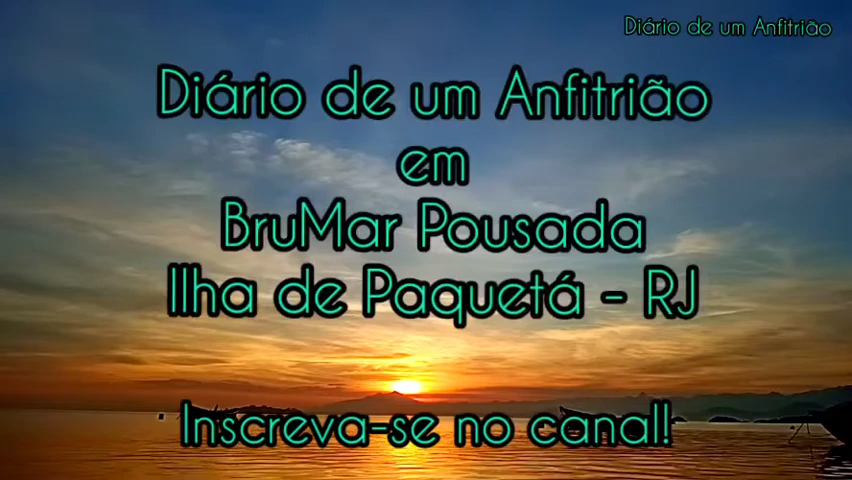 Diário de um Anfitrião
Diário de um Anfitrião
em
BruMar Pousada
Ilha de Paquetá - RJ
Inscreva-se no canal!